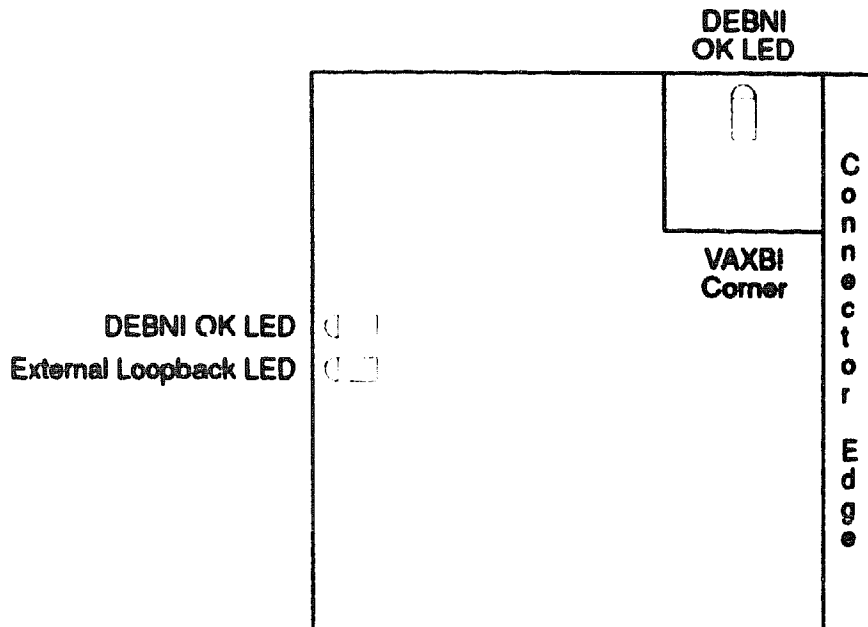 DEBNI
OK LED
VAXBI
Corner
Connector Edge
DEBNI OK LED
External Loopback LED